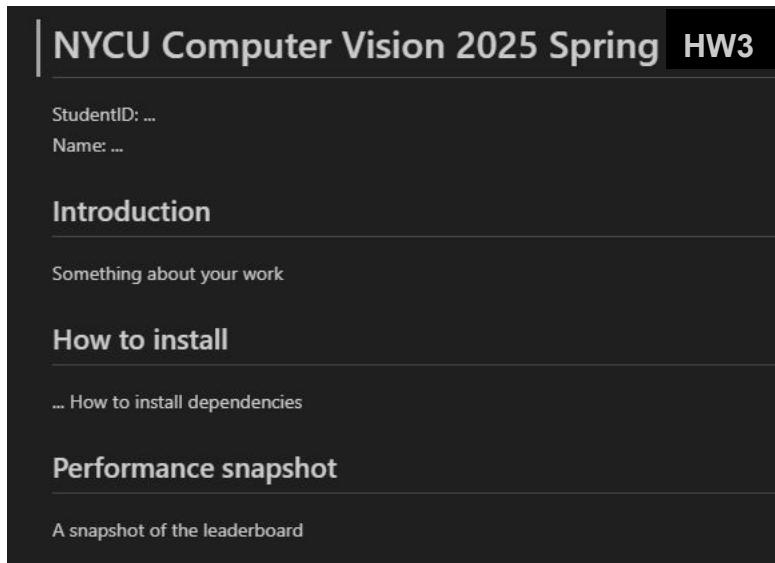 NYCU Computer Vision 2025 Spring HW3
StudentID: ...
Name: ...
Introduction
Something about your work
How to install
... How to install dependencies
Performance snapshot
A snapshot of the leaderboard